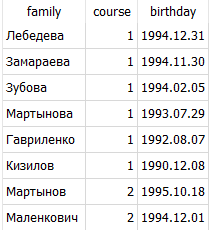 family course birthday
Лебедева 1 1994.12.31
Замараева 1 1994.11.30
Зубова 1 1994.02.05
Мартынова 1 1993.07.29
Гавриленко 1 1992.08.07
Кизилов 1 1990.12.08
Мартынов 2 1995.10.18
Маленкович 2 1994.12.01